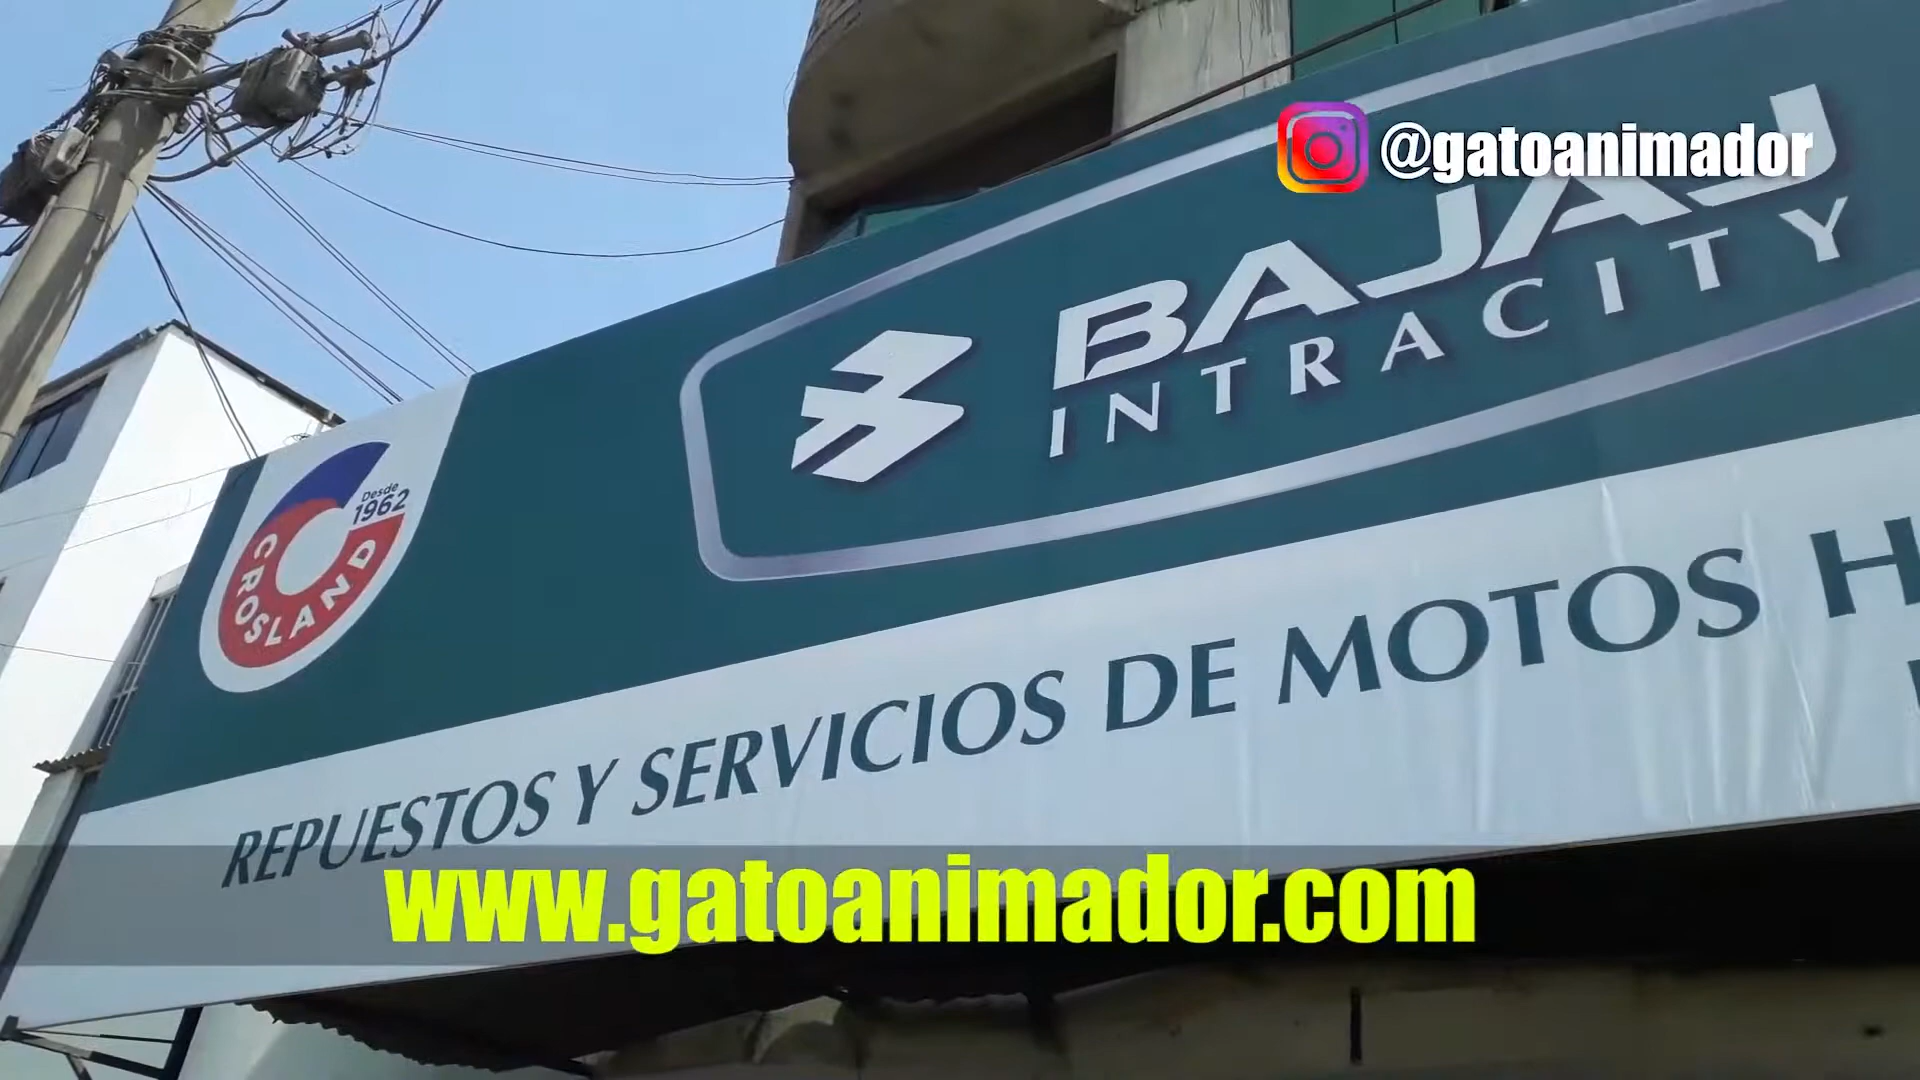 @gatoanimador
BAJAJ
INTRACITY
Desde
1962
CROSLAND
REPUESTOS Y SERVICIOS DE MOTOS
www.gatoanimador.com